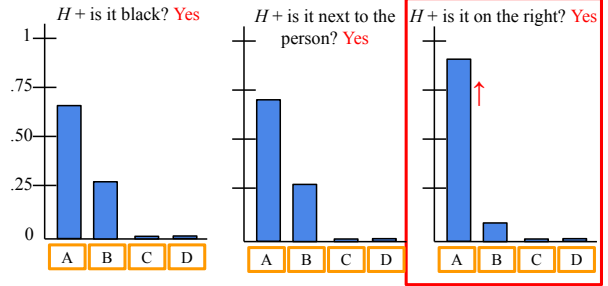 H + is it black? Yes
1
.75
.50
.25
0
A B C D
H + is it next to the
person? Yes
A B C D
H + is it on the right? Yes
↑
A B C D